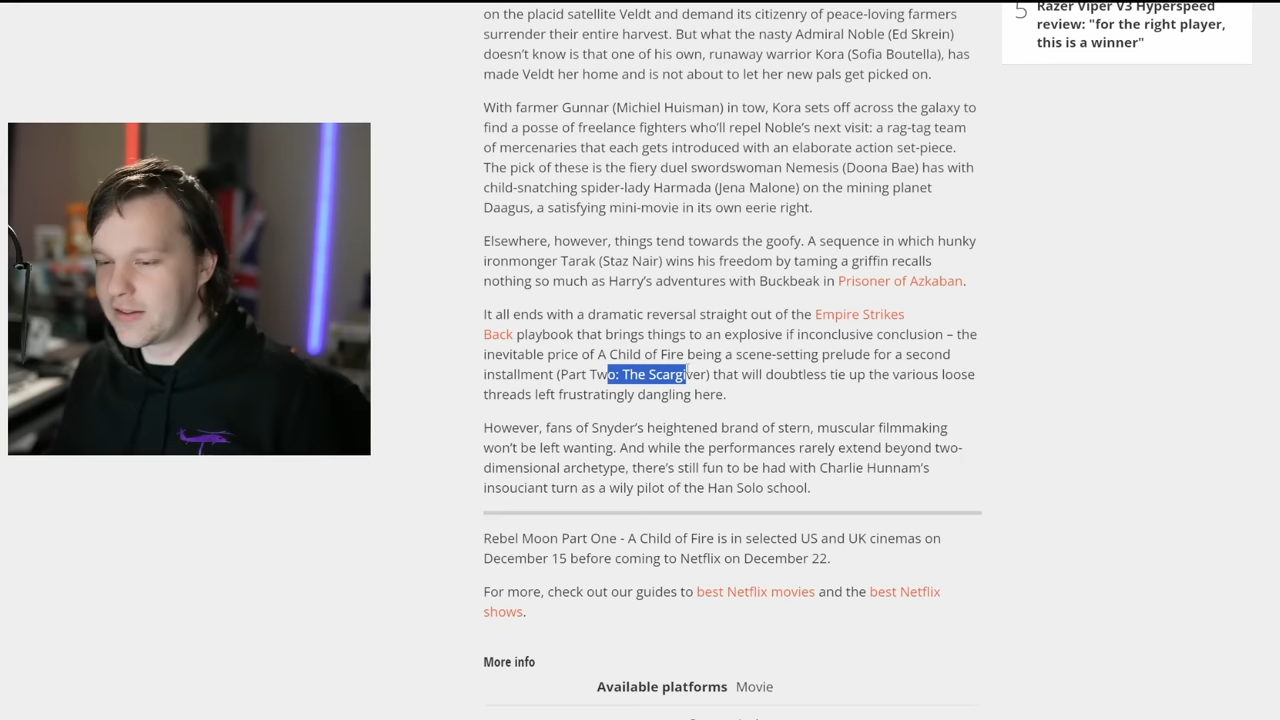 on the placid satellite Veldt and demand its citizenry of peace-loving farmers
surrender their entire harvest. But what the nasty Admiral Noble (Ed Skrein)
doesn’t know is that one of his own, runaway warrior Kora (Sofia Boutella), has
made Veldt her home and is not about to let her new pals get picked on.
With farmer Gunnar (Michiel Huisman) in tow, Kora sets off across the galaxy to
find a posse of freelance fighters who’ll repel Noble’s next visit: a rag-tag team
of mercenaries that each gets introduced with an elaborate action set-piece.
The pick of these is the fiery duel swordswoman Nemesis (Doona Bae) has with
child-snatching spider-lady Harmada (Jena Malone) on the mining planet
Daagus, a satisfying mini-movie in its own eerie right.
Elsewhere, however, things tend towards the goofy. A sequence in which hunky
ironmonger Tarak (Staz Nair) wins his freedom by taming a griffin recalls
nothing so much as Harry’s adventures with Buckbeak in Prisoner of Azkaban.
It all ends with a dramatic reversal straight out of the Empire Strikes
Back playbook that brings things to an explosive if inconclusive conclusion – the
inevitable price of A Child of Fire being a scene-setting prelude for a second
installment (Part Two: The Scargiver) that will doubtless tie up the various loose
threads left frustratingly dangling here.
However, fans of Snyder’s heightened brand of stern, muscular filmmaking
won’t be left wanting. And while the performances rarely extend beyond two-
dimensional archetype, there’s still fun to be had with Charlie Hunnam’s
insouciant turn as a wily pilot of the Han Solo school.
Rebel Moon Part One - A Child of Fire is in selected US and UK cinemas on
December 15 before coming to Netflix on December 22.
For more, check out our guides to best Netflix movies and the best Netflix
shows.
More info
Available platforms Movie
5
Razer Viper V3 Hyperspeed
review: "for the right player,
this is a winner"